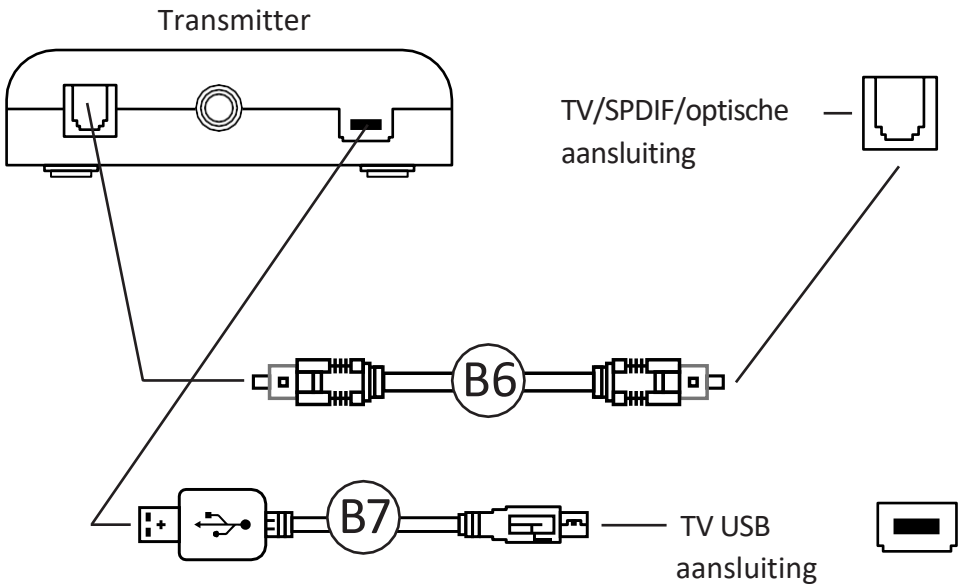 Transmitter
TV/SPDIF/optische
aansluiting
B6
B7
TV USB
aansluiting